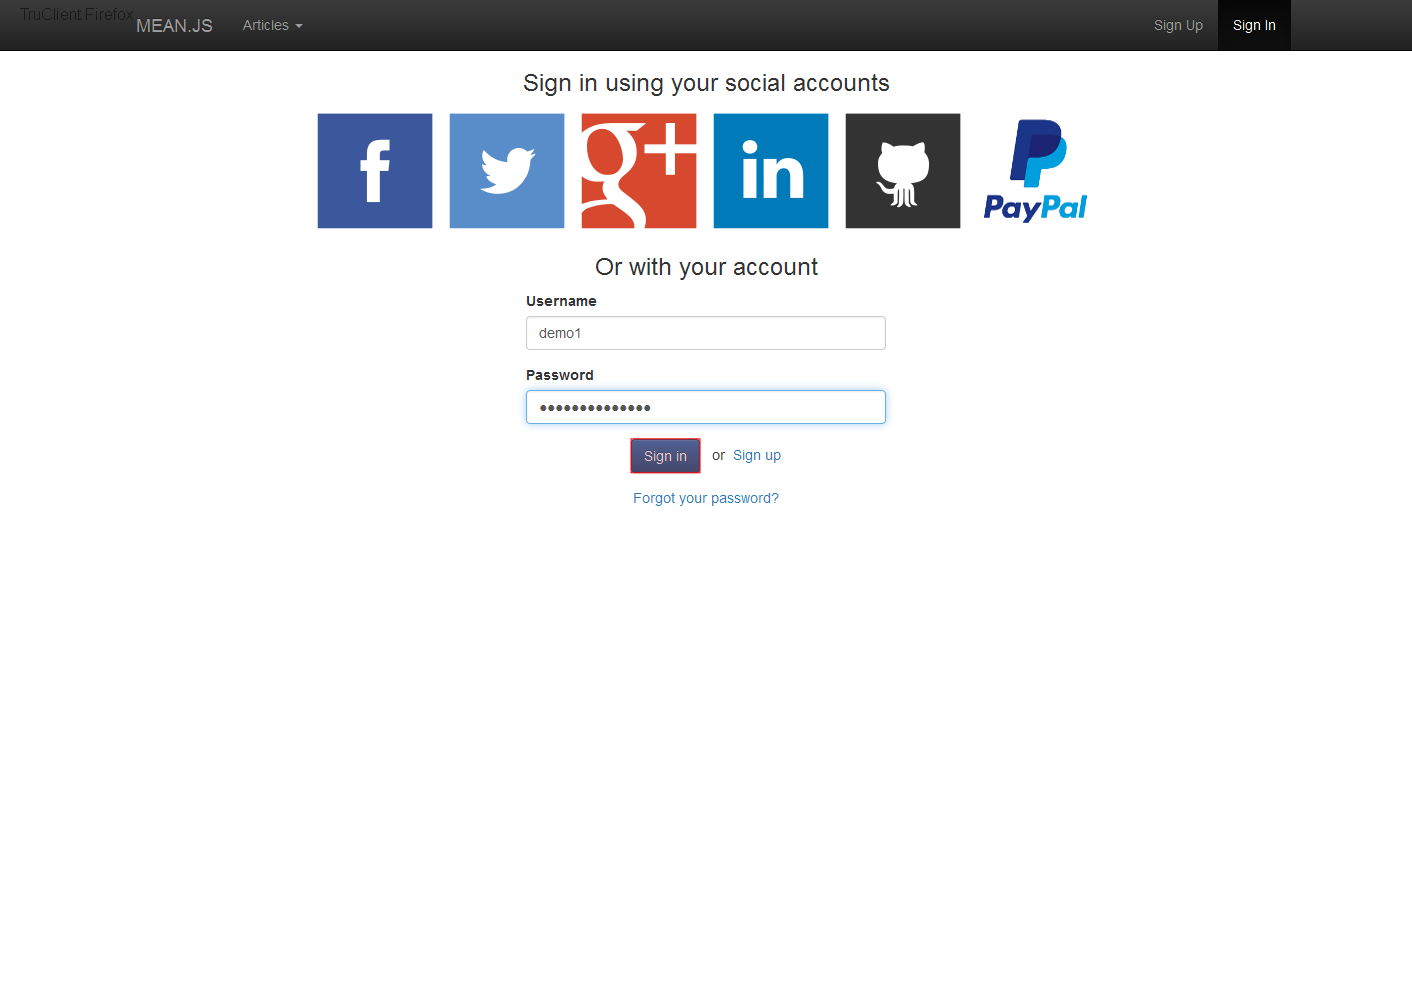 TruClient Firefox
MEAN.JS Articles Sign Up Sign In
Sign in using your social accounts
f g+ in PayPal
Or with your account
Username
demo1
Password
••••••••••••••
Sign in or Sign up
Forgot your password?